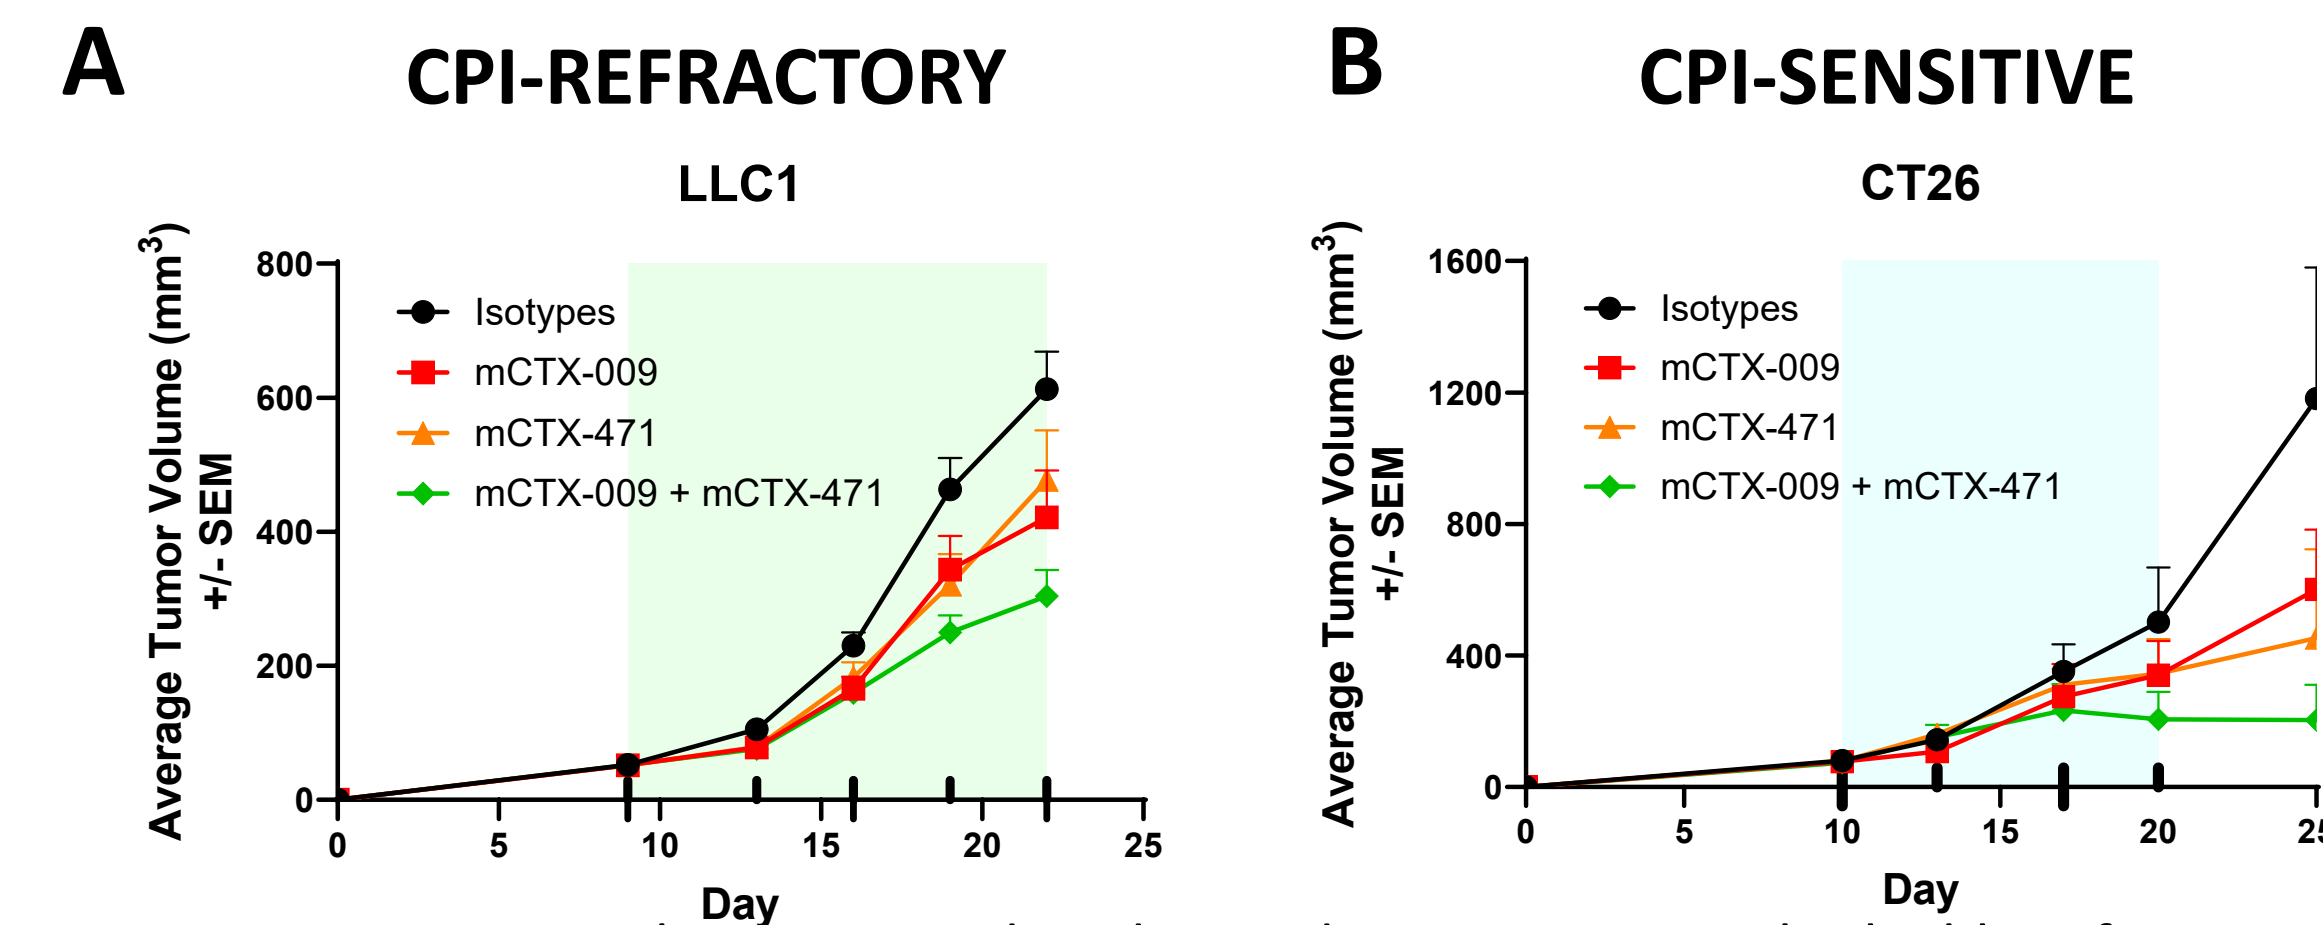 A
CPI-REFRACTORY
LLC1
Average Tumor Volume (mm³)
+/- SEM
800
600
400
200
0
Isotypes
mCTX-009
mCTX-471
mCTX-009 + mCTX-471
0 5 10 15 20 25
Day
B
CPI-SENSITIVE
CT26
Average Tumor Volume (mm³)
+/- SEM
1600
1200
800
400
0
Isotypes
mCTX-009
mCTX-471
mCTX-009 + mCTX-471
0 5 10 15 20 25
Day